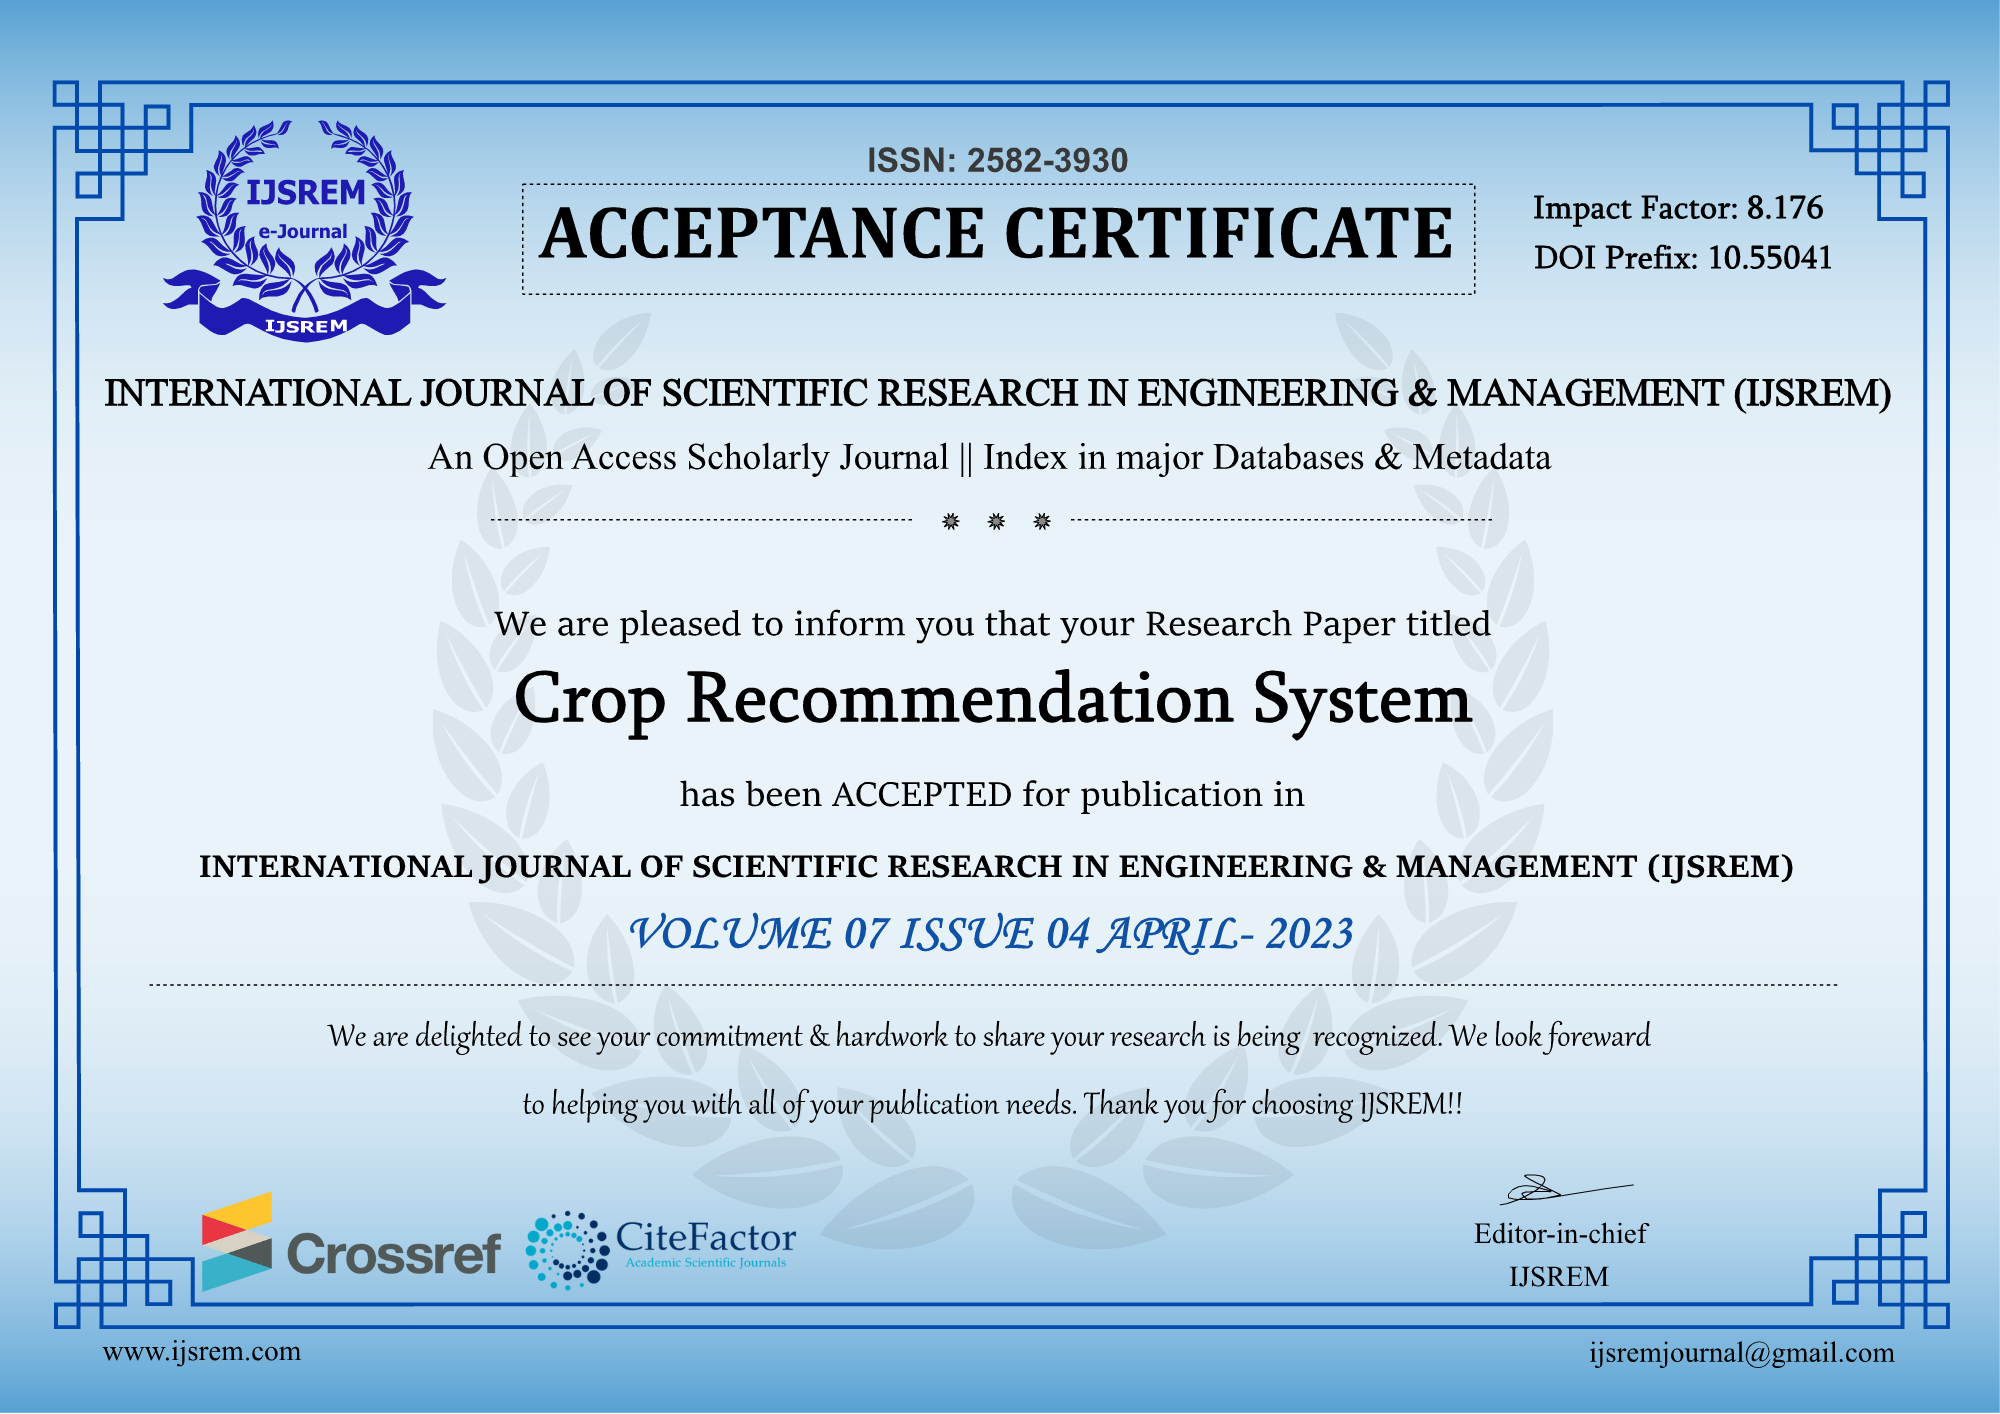 IJSREM
e-Journal
IJSREM
ISSN: 2582-3930
ACCEPTANCE CERTIFICATE
Impact Factor: 8.176
DOI Prefix: 10.55041
INTERNATIONAL JOURNAL OF SCIENTIFIC RESEARCH IN ENGINEERING & MANAGEMENT (IJSREM)
An Open Access Scholarly Journal || Index in major Databases & Metadata
We are pleased to inform you that your Research Paper titled
Crop Recommendation System
has been ACCEPTED for publication in
INTERNATIONAL JOURNAL OF SCIENTIFIC RESEARCH IN ENGINEERING & MANAGEMENT (IJSREM)
VOLUME 07 ISSUE 04 APRIL- 2023
We are delighted to see your commitment & hardwork to share your research is being  recognized. We look foreward
to helping you with all of your publication needs. Thank you for choosing IJSREM!!
Crossref
CiteFactor
Academic Scientific Journals
Editor-in-chief
IJSREM
www.ijsrem.com
ijsremjournal@gmail.com